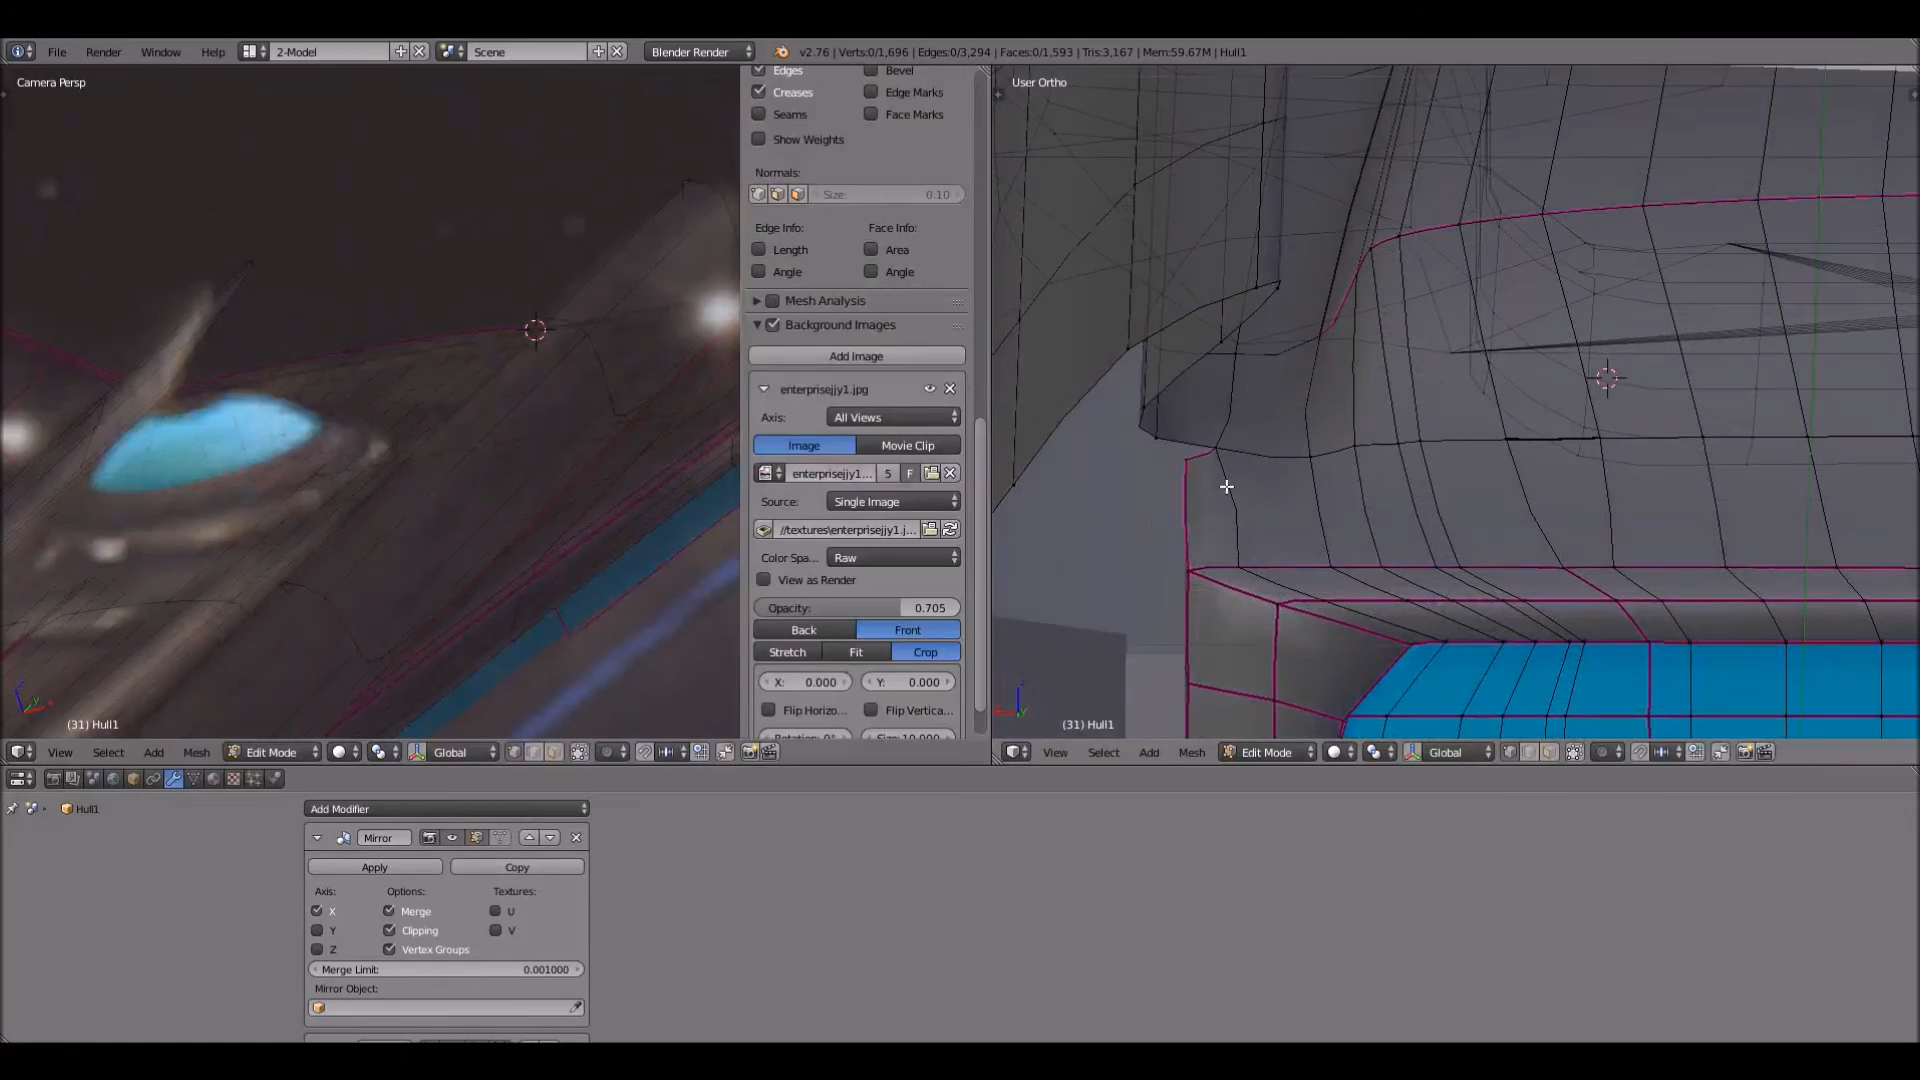 File Render Window Help 2-Model Scene Blender Render v2.76 | Verts:0/1,696 | Edges:0/3,294 | Faces:0/1,593 | Tris:3,167 | Mem:59.67M | Hull1
Camera Persp
Edges Bevel
Creases Edge Marks
Seams Face Marks
Show Weights
Normals:
Size: 0.10
Edge Info: Face Info:
Length Area
Angle Angle
Mesh Analysis
Background Images
Add Image
enterprisejjy1.jpg
Axis: All Views
Image Movie Clip
enterprisejjy1... 5 F
Source: Single Image
//textures\enterprisejjy1.j...
Color Spa... Raw
View as Render
Opacity: 0.705
Back Front
Stretch Fit Crop
X: 0.000 Y: 0.000
Flip Horizo... Flip Vertica...
User Ortho
(31) Hull1
(31) Hull1
View Select Add Mesh Edit Mode Global
View Select Add Mesh Edit Mode Global
Hull1
Add Modifier
Mirror
Apply Copy
Axis: Options: Textures:
X Merge U
Y Clipping V
Z Vertex Groups
Merge Limit: 0.001000
Mirror Object: